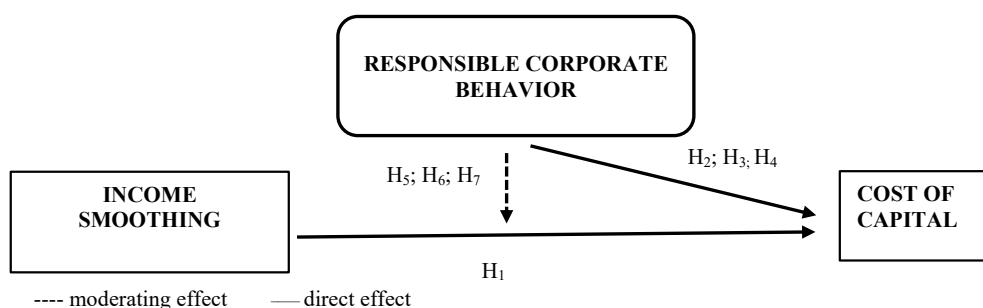 RESPONSIBLE CORPORATE
BEHAVIOR
H2; H3; H4
H5; H6; H7
INCOME
SMOOTHING
COST OF
CAPITAL
H1
---- moderating effect —— direct effect